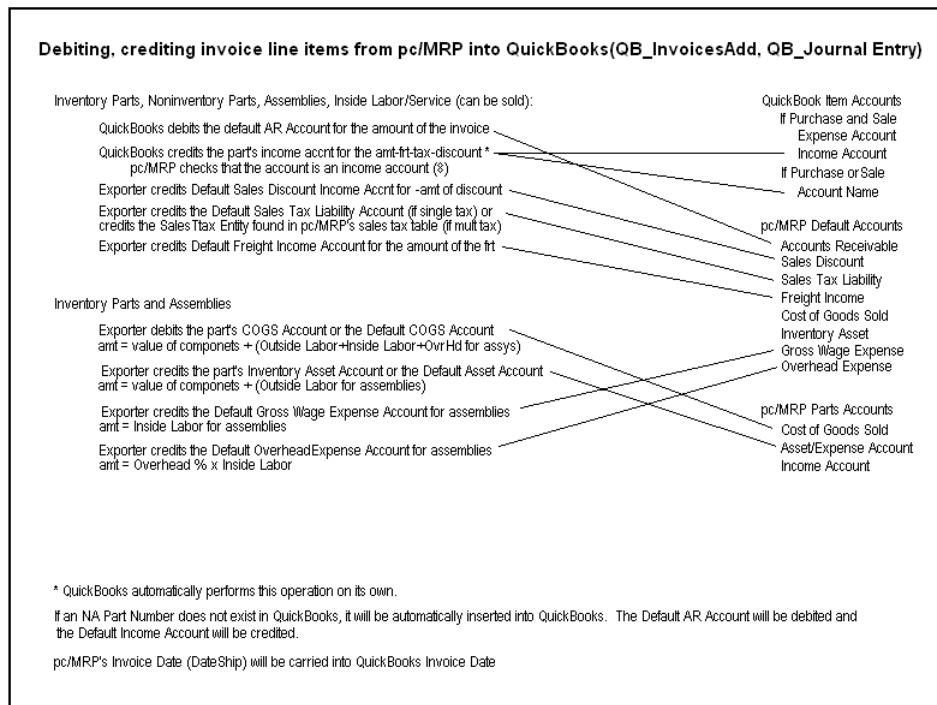 Debiting, crediting invoice line items from pc/MRP into QuickBooks(QB_InvoicesAdd, QB_Journal Entry)
Inventory Parts, Noninventory Parts, Assemblies, Inside Labor/Service (can be sold):
QuickBooks debits the default AR Account for the amount of the invoice
QuickBooks credits the part's income accnt for the amt-frt-tax-discount *
pc/MRP checks that the account is an income account (8)
Exporter credits Default Sales Discount Income Accnt for -amt of discount
Exporter credits the Default Sales Tax Liability Account (if single tax) or
credits the SalesTtax Entity found in pc/MRP's sales tax table (if mult tax)
Exporter credits Default Freight Income Account for the amount of the frt
Inventory Parts and Assemblies
Exporter debits the part's COGS Account or the Default COGS Account
amt = value of componets + (Outside Labor+Inside Labor+OvrHd for assys)
Exporter credits the part's Inventory Asset Account or the Default Asset Account
amt = value of componets + (Outside Labor for assemblies)
Exporter credits the Default Gross Wage Expense Account for assemblies
amt = Inside Labor for assemblies
Exporter credits the Default OverheadExpense Account for assemblies
amt = Overhead % x Inside Labor
QuickBook Item Accounts
If Purchase and Sale
Expense Account
Income Account
If Purchase or Sale
Account Name
pc/MRP Default Accounts
Accounts Receivable
Sales Discount
Sales Tax Liability
Freight Income
Cost of Goods Sold
Inventory Asset
Gross Wage Expense
Overhead Expense
pc/MRP Parts Accounts
Cost of Goods Sold
Asset/Expense Account
Income Account
* QuickBooks automatically performs this operation on its own.
If an NA Part Number does not exist in QuickBooks, it will be automatically inserted into QuickBooks. The Default AR Account will be debited and
the Default Income Account will be credited.
pc/MRP's Invoice Date (DateShip) will be carried into QuickBooks Invoice Date